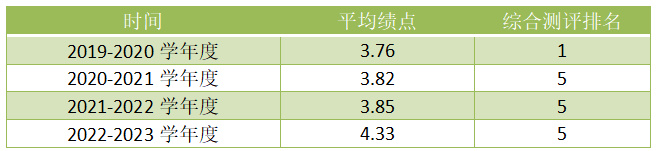 时间 平均绩点 综合测评排名
2019-2020 学年度 3.76 1
2020-2021 学年度 3.82 5
2021-2022 学年度 3.85 5
2022-2023 学年度 4.33 5